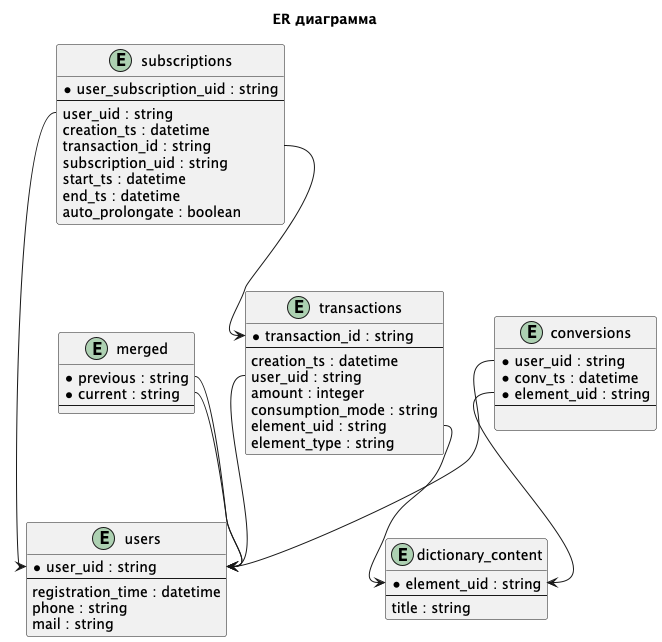 ER диаграмма
E subscriptions
user_subscription_uid : string
user_uid : string
creation_ts : datetime
transaction_id : string
subscription_uid : string
start_ts : datetime
end_ts : datetime
auto_prolongate : boolean
E merged
previous : string
current : string
E transactions
transaction_id : string
creation_ts : datetime
user_uid : string
amount : integer
consumption_mode : string
element_uid : string
element_type : string
E conversions
user_uid : string
conv_ts : datetime
element_uid : string
E users
user_uid : string
registration_time : datetime
phone : string
mail : string
E dictionary_content
element_uid : string
title : string